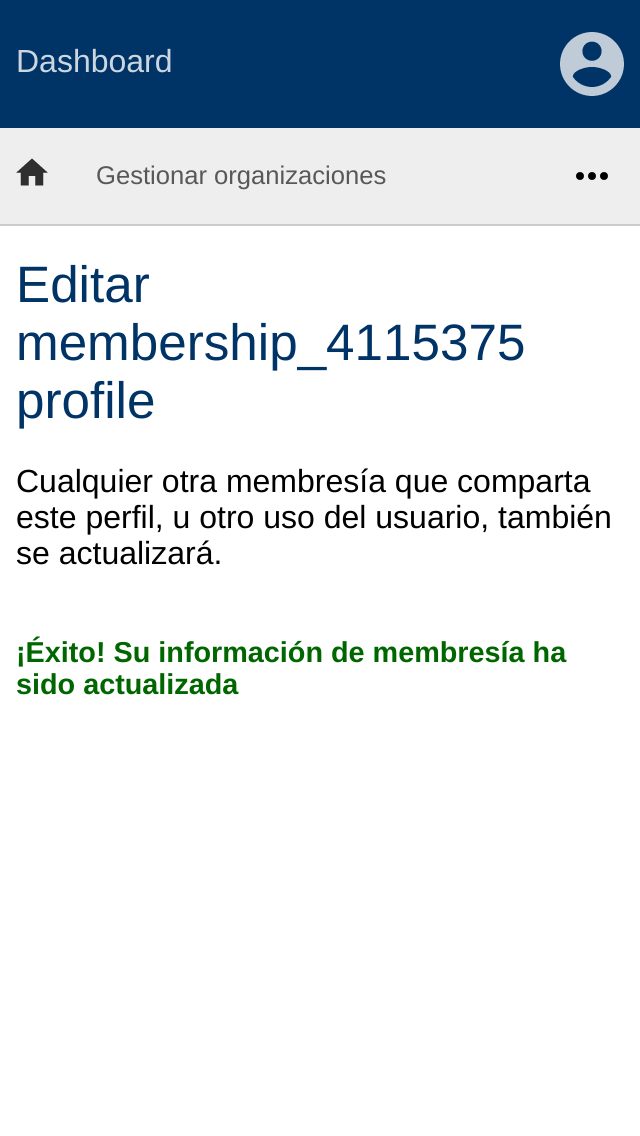 Dashboard
Gestionar organizaciones
Editar
membership_4115375
profile
Cualquier otra membresía que comparta
este perfil, u otro uso del usuario, también
se actualizará.
¡Éxito! Su información de membresía ha
sido actualizada